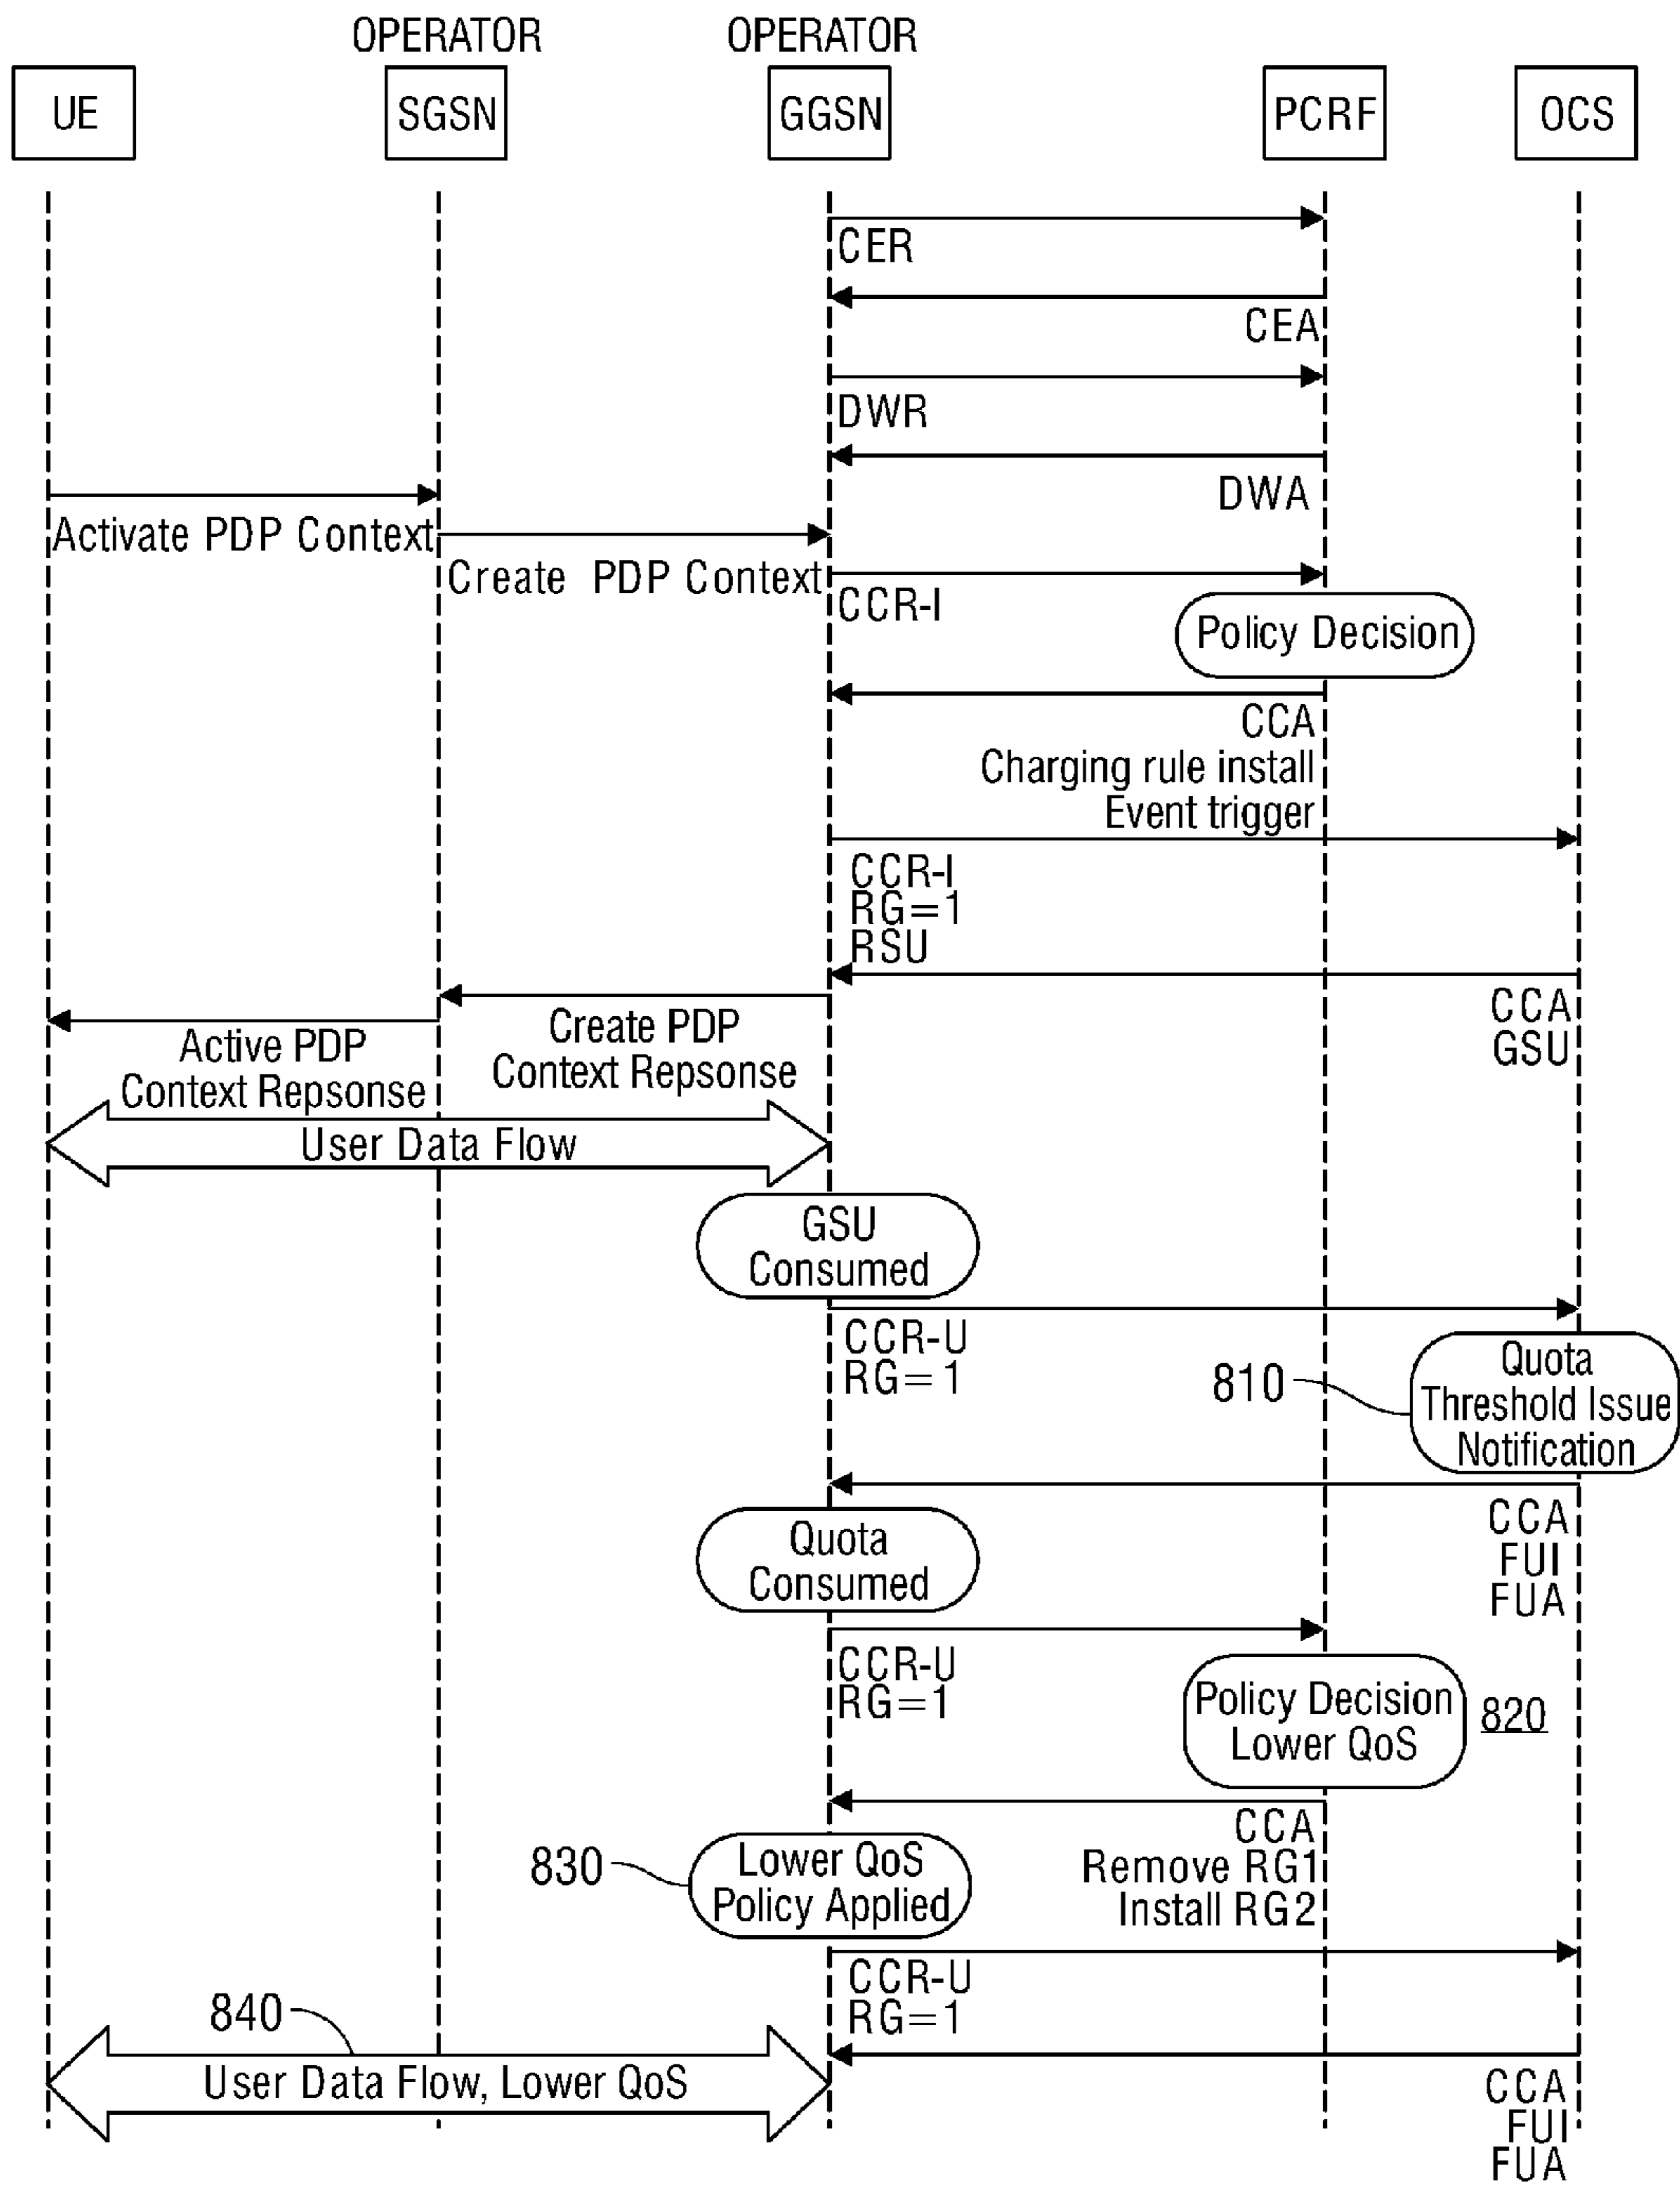 OPERATOR
OPERATOR
UE
SGSN
GGSN
PCRF
OCS
CER
CEA
DWR
DWA
Activate PDP Context
Create PDP Context
CCR-I
Policy Decision
CCA
Charging rule install
Event trigger
CCR-I
RG=1
RSU
CCA
GSU
Create PDP
Context Repsonse
Active PDP
Context Repsonse
User Data Flow
GSU
Consumed
CCR-U
RG=1
810
Quota
Threshold Issue
Notification
CCA
FUI
FUA
Quota
Consumed
CCR-U
RG=1
Policy Decision
Lower QoS
820
CCA
Remove RG1
Install RG2
830
Lower QoS
Policy Applied
CCR-U
RG=1
840
User Data Flow, Lower QoS
CCA
FUI
FUA